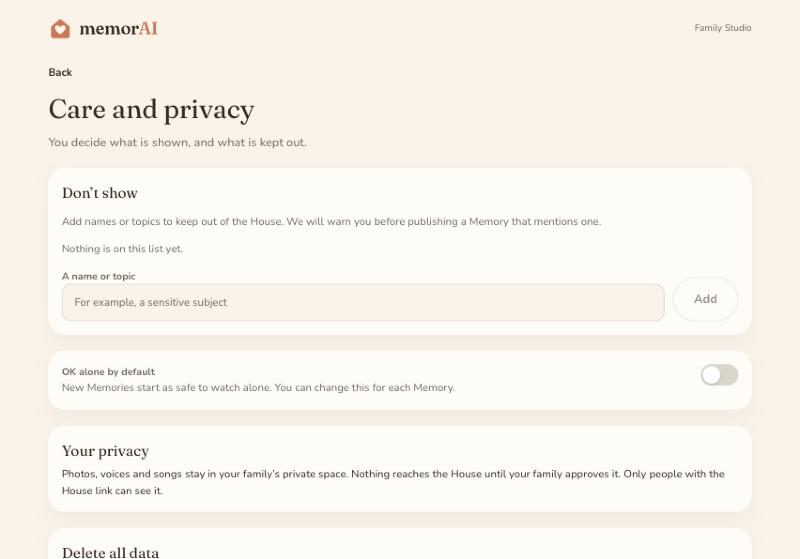 memorAI
Family Studio
Back
Care and privacy
You decide what is shown, and what is kept out.
Don’t show
Add names or topics to keep out of the House. We will warn you before publishing a Memory that mentions one.
Nothing is on this list yet.
A name or topic
For example, a sensitive subject
Add
OK alone by default
New Memories start as safe to watch alone. You can change this for each Memory.
Your privacy
Photos, voices and songs stay in your family’s private space. Nothing reaches the House until your family approves it. Only people with the
House link can see it.
Delete all data